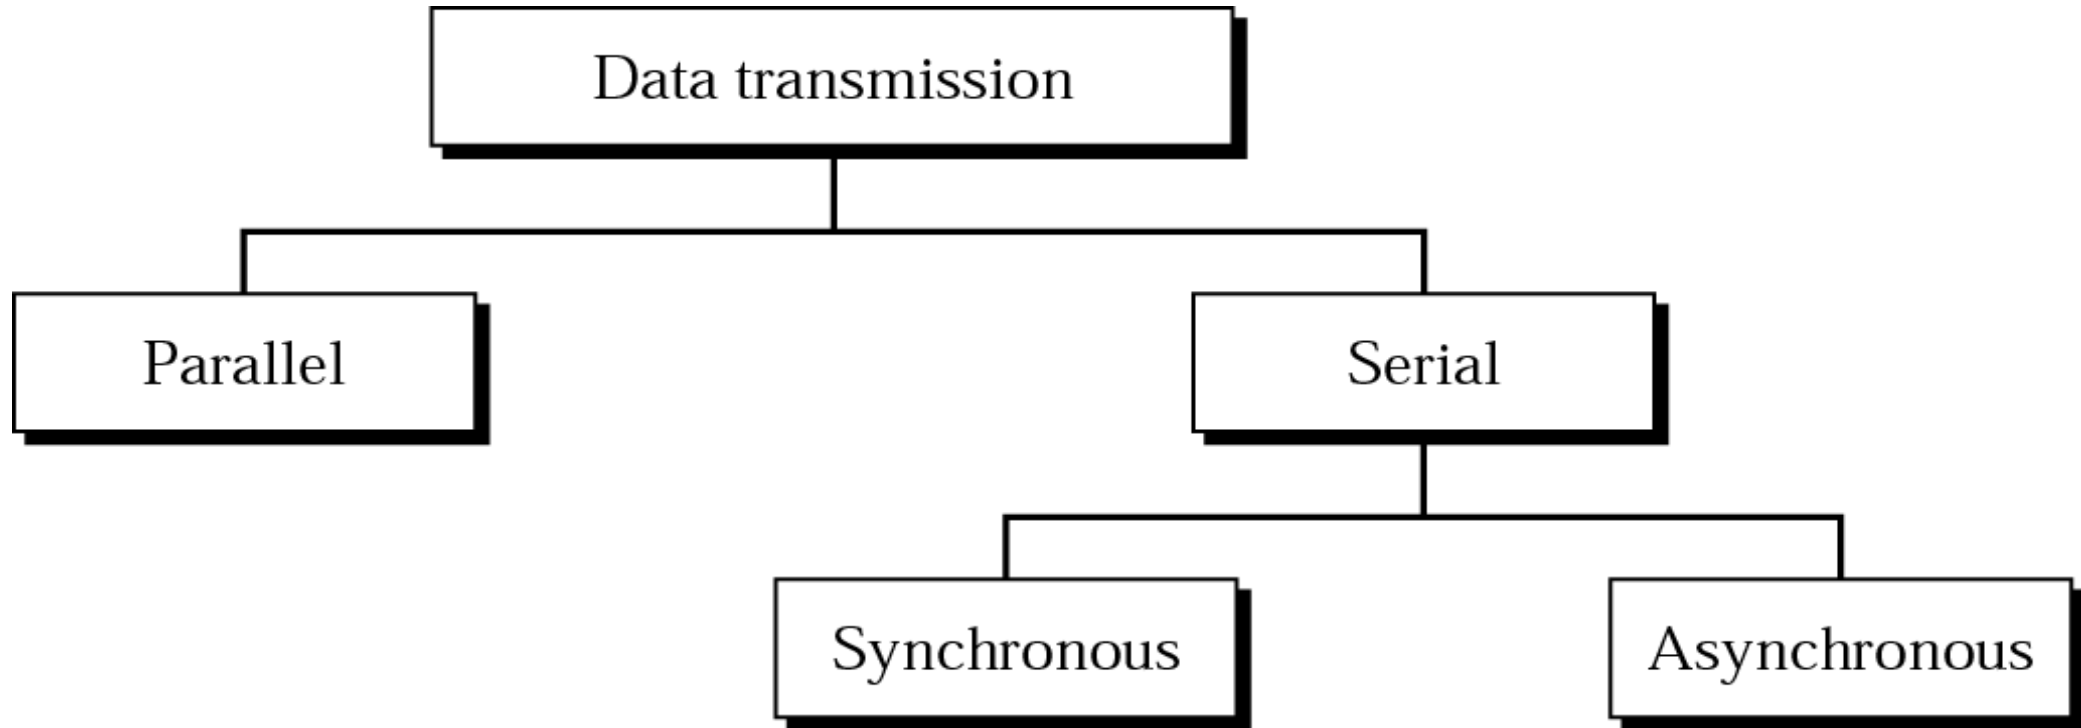 Data transmission
Parallel
Serial
Synchronous
Asynchronous